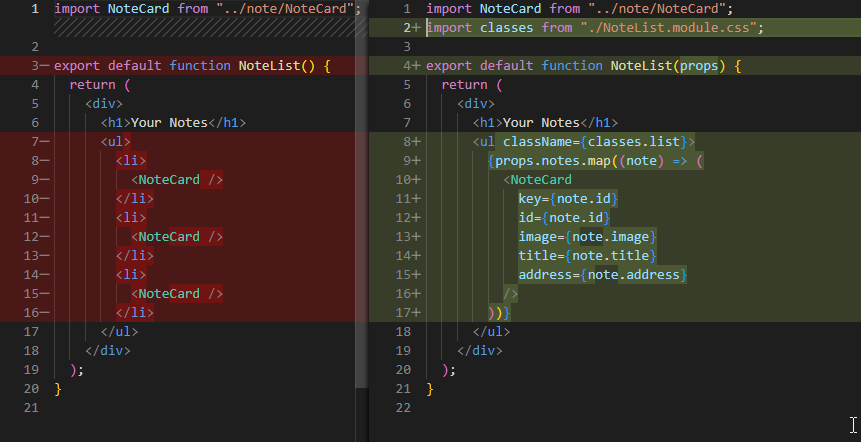 1 import NoteCard from "../note/NoteCard";
2
3- export default function NoteList() {
4 return (
5 <div>
6 <h1>Your Notes</h1>
7- <ul>
8- <li>
9- <NoteCard />
10- </li>
11- <li>
12- <NoteCard />
13- </li>
14- <li>
15- <NoteCard />
16- </li>
17 </ul>
18 </div>
19 );
20 }
21
1 import NoteCard from "../note/NoteCard";
2+ import classes from "./NoteList.module.css";
3
4+ export default function NoteList(props) {
5 return (
6 <div>
7 <h1>Your Notes</h1>
8+ <ul className={classes.list}>
9+ {props.notes.map((note) => (
10+ <NoteCard
11+ key={note.id}
12+ id={note.id}
13+ image={note.image}
14+ title={note.title}
15+ address={note.address}
16+ />
17+ ))}
18 </ul>
19 </div>
20 );
21 }
22